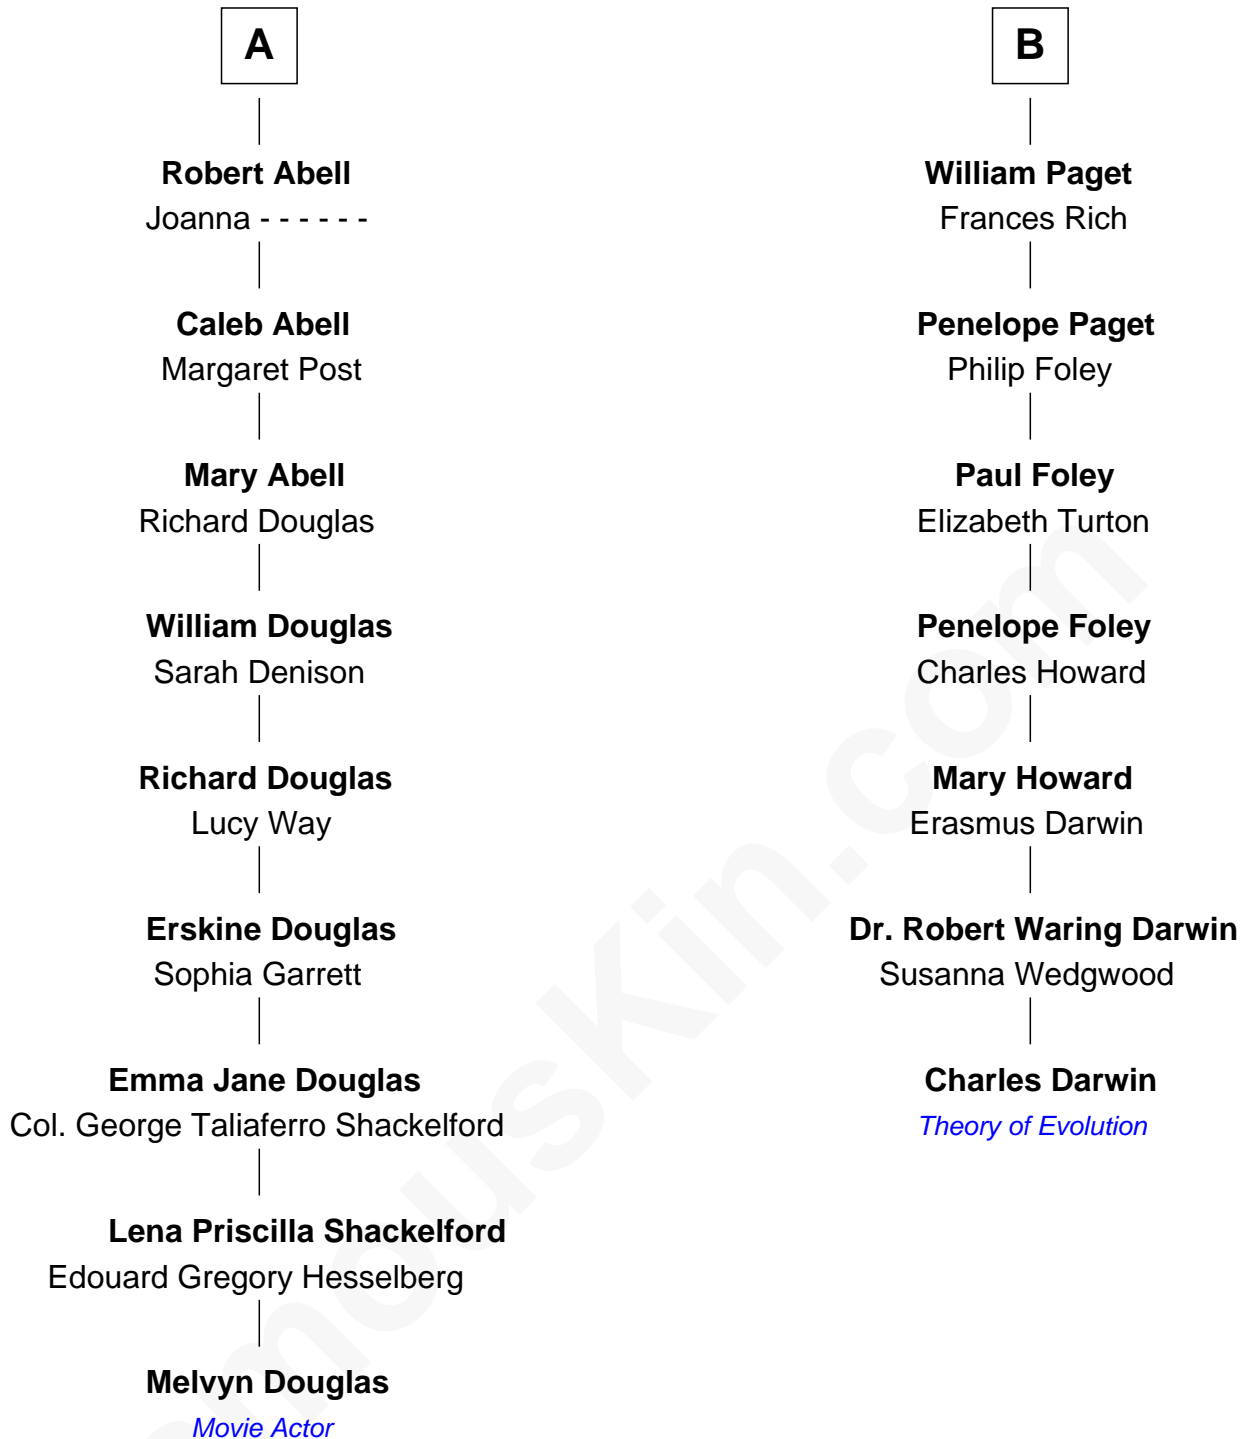 A
Robert Abell
Joanna - - - - - -
Caleb Abell
Margaret Post
Mary Abell
Richard Douglas
William Douglas
Sarah Denison
Richard Douglas
Lucy Way
Erskine Douglas
Sophia Garrett
Emma Jane Douglas
Col. George Taliaferro Shackelford
Lena Priscilla Shackelford
Edouard Gregory Hesselberg
Melvyn Douglas
Movie Actor
B
William Paget
Frances Rich
Penelope Paget
Philip Foley
Paul Foley
Elizabeth Turton
Penelope Foley
Charles Howard
Mary Howard
Erasmus Darwin
Dr. Robert Waring Darwin
Susanna Wedgwood
Charles Darwin
Theory of Evolution
mousKin.com